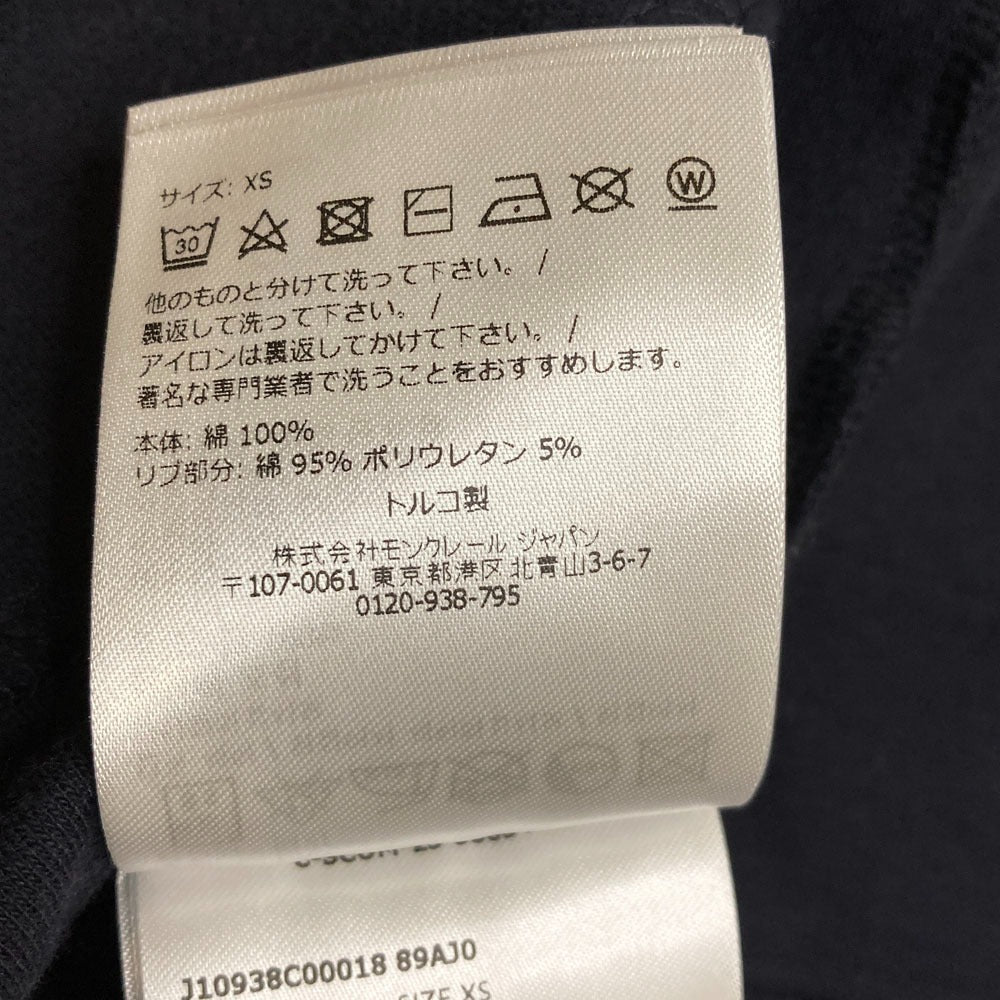 サイズ: XS
30
W
他のものと分けて洗って下さい。 /
裏返して洗って下さい。 /
アイロンは裏返してかけて下さい。 /
著名な専門業者で洗うことをおすすめします。
本体: 綿 100%
リブ部分: 綿 95% ポリウレタン 5%
トルコ製
株式会社モンクレール ジャパン
〒107-0061 東京都港区北青山3-6-7
0120-938-795
J10938C00018 89AJ0
SIZE XS